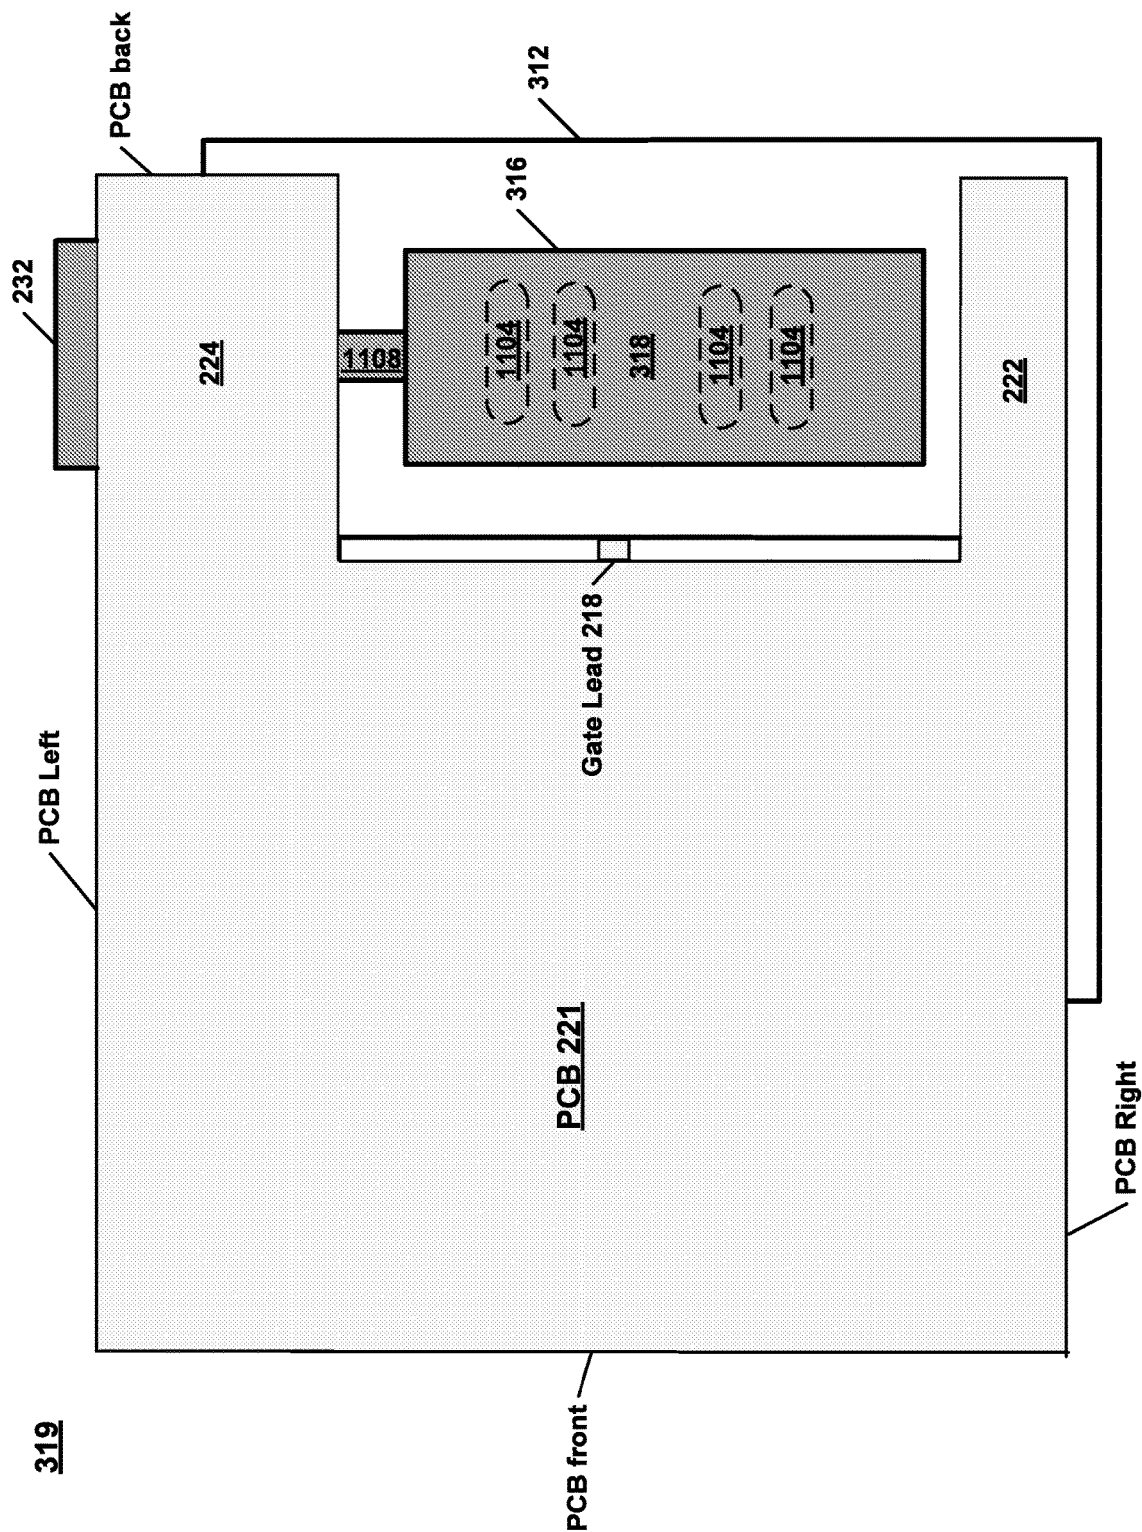 319
PCB front
PCB Left
PCB Right
PCB 221
Gate Lead 218
232
224
1108
1104
1104
318
1104
1104
222
316
312
PCB back